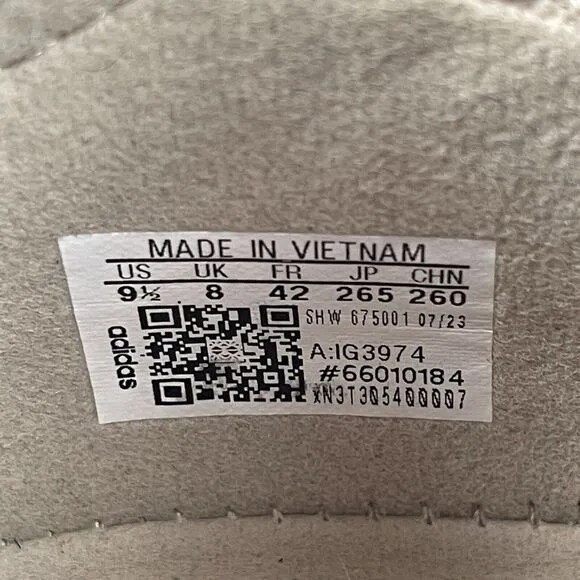 MADE IN VIETNAM
US UK FR JP CHN
9½ 8 42 265 260
SHW 675001 07/23
A:IG3974
#66010184
xN3T305400007
adidas